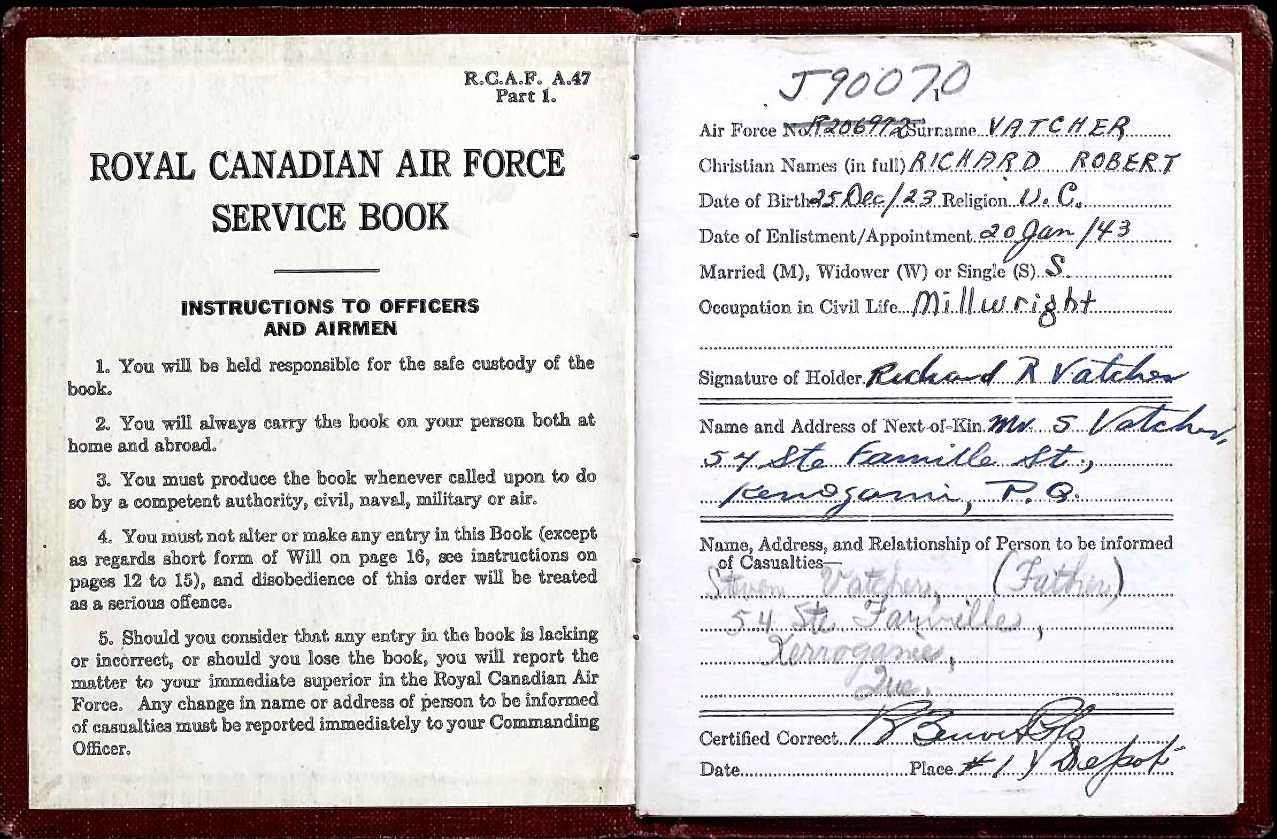 R.C.A.F. A.47
Part 1.
ROYAL CANADIAN AIR FORCE
SERVICE BOOK
INSTRUCTIONS TO OFFICERS
AND AIRMEN
1. You will be held responsible for the safe custody of the
book.
2. You will always carry the book on your person both at
home and abroad.
3. You must produce the book whenever called upon to do
so by a competent authority, civil, naval, military or air.
4. You must not alter or make any entry in this Book (except
as regards short form of Will on page 16, see instructions on
pages 12 to 15), and disobedience of this order will be treated
as a serious offence.
5. Should you consider that any entry in the book is lacking
or incorrect, or should you lose the book, you will report the
matter to your immediate superior in the Royal Canadian Air
Force. Any change in name or address of person to be informed
of casualties must be reported immediately to your Commanding
Officer.
J90070
Air Force No. R206972 Surname VATCHER
Christian Names (in full) RICHARD ROBERT
Date of Birth 25 Dec/23 Religion U.C.
Date of Enlistment/Appointment 20 Jan/43
Married (M), Widower (W) or Single (S) S.
Occupation in Civil Life Millwright
Signature of Holder Richard R Vatcher
Name and Address of Next-of-Kin Mr. S Vatcher,
54 Ste Famille St.,
Kenogami, P.Q.
Name, Address, and Relationship of Person to be informed
of Casualties—
Steven Vatcher, (Father)
54 Ste Famille,
Kenogami,
Que.
Certified Correct
Date Place #1 Y Depot